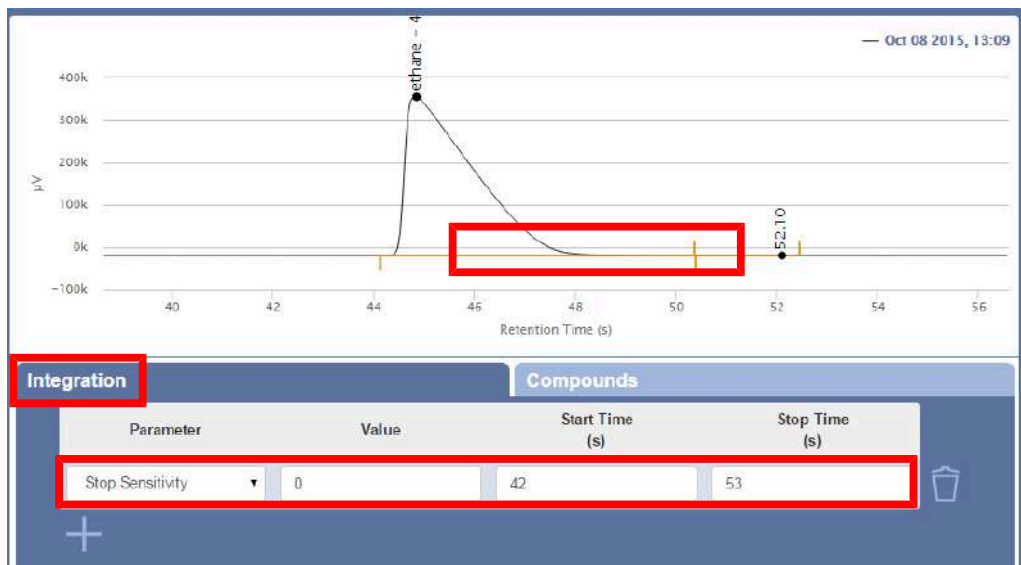 ethane - 4
Oct 08 2015, 13:09
400k
300k
200k
100k
0k
-100k
µV
52.10
40
42
44
46
48
50
52
54
56
Retention Time (s)
Integration
Compounds
Parameter
Value
Start Time
(s)
Stop Time
(s)
Stop Sensitivity
0
42
53